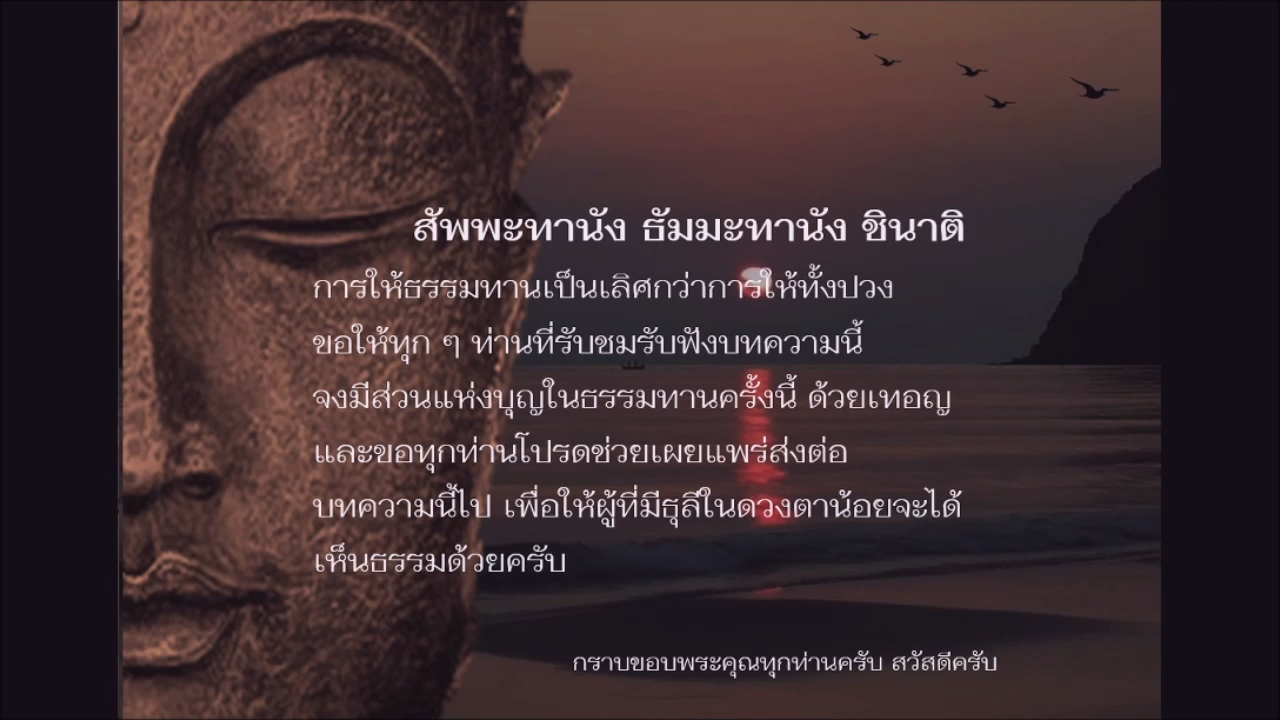 สัพพะทานัง ธัมมะทานัง ชินาติ
การให้ธรรมทานเป็นเลิศกว่าการให้ทั้งปวง
ขอให้ทุก ๆ ท่านที่รับชมรับฟังบทความนี้
จงมีส่วนแห่งบุญในธรรมทานครั้งนี้ ด้วยเทอญ
และขอทุกท่านโปรดช่วยเผยแพร่ส่งต่อ
บทความนี้ไป เพื่อให้ผู้ที่มีธุลีในดวงตาน้อยจะได้
เห็นธรรมด้วยครับ
กราบขอบพระคุณทุกท่านครับ สวัสดีครับ